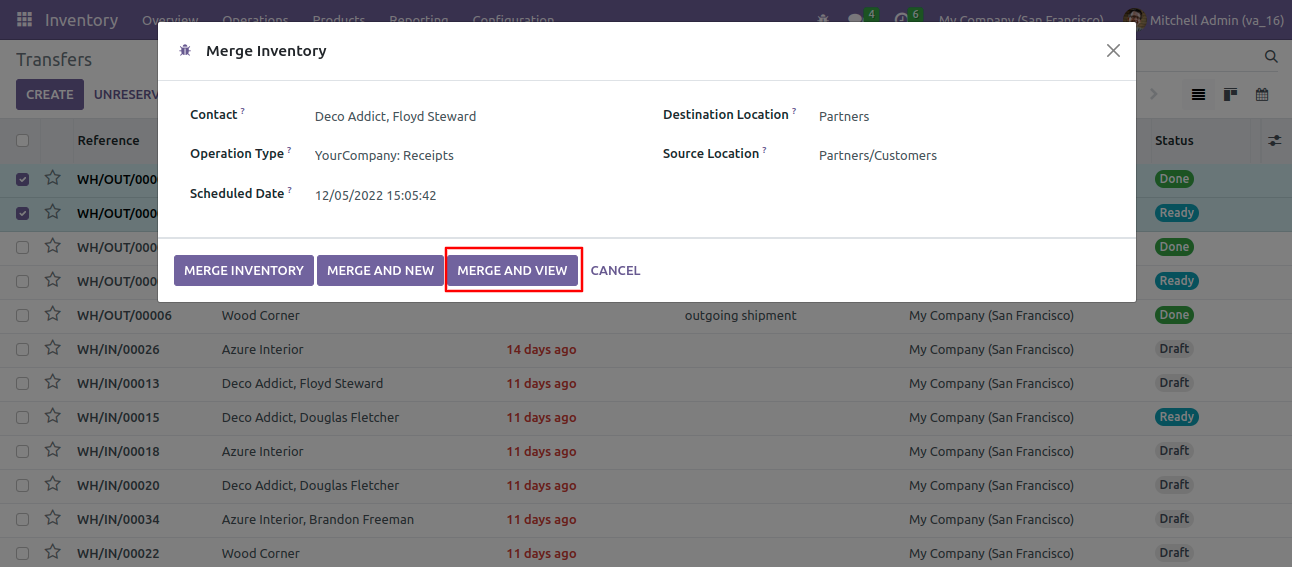 Inventory Overview Operations Products Reporting Configuration 4 6 My Company (San Francisco) Mitchell Admin (va_16)
Merge Inventory
Transfers
CREATE UNRESERV
Contact ? Deco Addict, Floyd Steward Destination Location ? Partners
Operation Type ? YourCompany: Receipts Source Location ? Partners/Customers
Scheduled Date ? 12/05/2022 15:05:42
MERGE INVENTORY MERGE AND NEW MERGE AND VIEW CANCEL
Reference Status
WH/OUT/000 Done
WH/OUT/000 Ready
WH/OUT/000 Done
WH/OUT/000 Ready
WH/OUT/00006 Wood Corner outgoing shipment My Company (San Francisco) Done
WH/IN/00026 Azure Interior 14 days ago My Company (San Francisco) Draft
WH/IN/00013 Deco Addict, Floyd Steward 11 days ago My Company (San Francisco) Draft
WH/IN/00015 Deco Addict, Douglas Fletcher 11 days ago My Company (San Francisco) Ready
WH/IN/00018 Azure Interior 11 days ago My Company (San Francisco) Draft
WH/IN/00020 Deco Addict, Douglas Fletcher 11 days ago My Company (San Francisco) Draft
WH/IN/00034 Azure Interior, Brandon Freeman 11 days ago My Company (San Francisco) Draft
WH/IN/00022 Wood Corner 11 days ago My Company (San Francisco) Draft